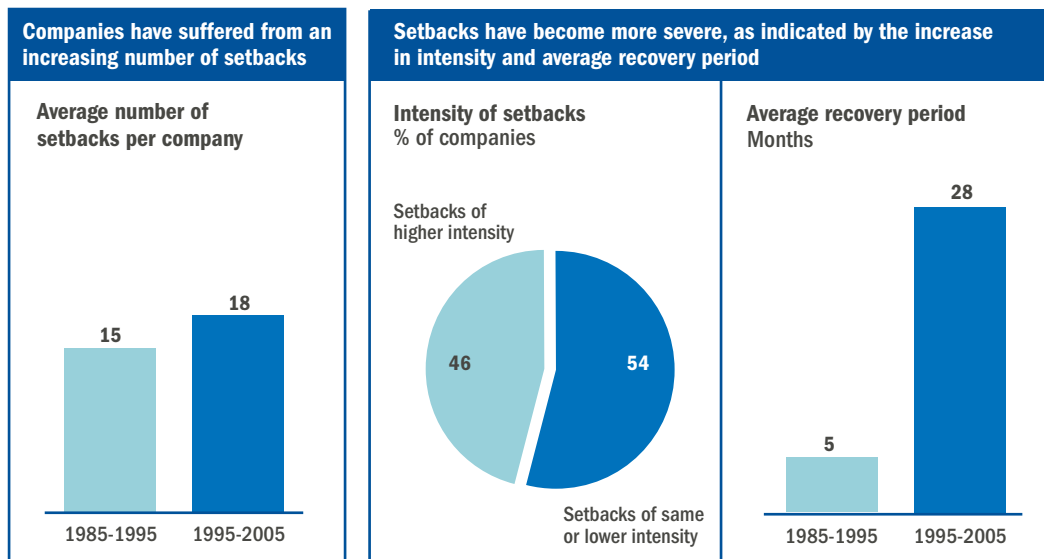 Companies have suffered from an
increasing number of setbacks
Average number of
setbacks per company
15
18
1985-1995
1995-2005
Setbacks have become more severe, as indicated by the increase
in intensity and average recovery period
Intensity of setbacks
% of companies
Setbacks of
higher intensity
46
54
Setbacks of same
or lower intensity
Average recovery period
Months
28
5
1985-1995
1995-2005